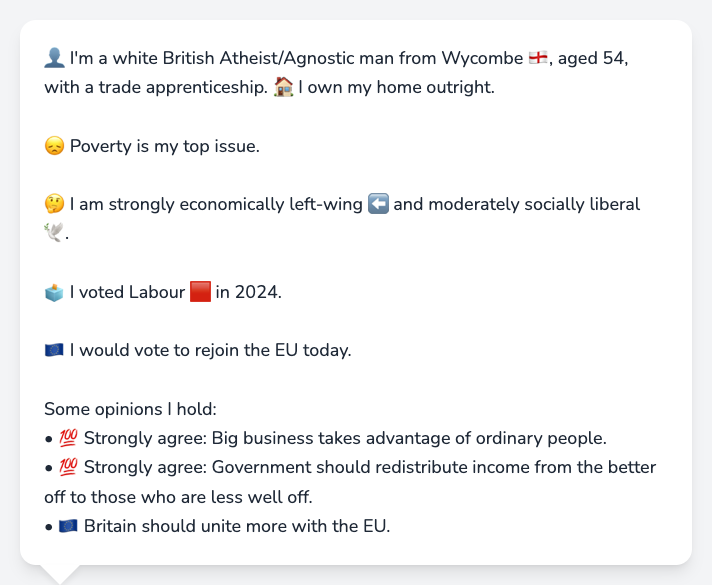 👤 I'm a white British Atheist/Agnostic man from Wycombe 🏴󠁧󠁢󠁥󠁮󠁧󠁿, aged 54,
with a trade apprenticeship. 🏠 I own my home outright.
😞 Poverty is my top issue.
🤔 I am strongly economically left-wing ⬅️ and moderately socially liberal
🕊️.
🗳️ I voted Labour 🟥 in 2024.
🇪🇺 I would vote to rejoin the EU today.
Some opinions I hold:
• 💯 Strongly agree: Big business takes advantage of ordinary people.
• 💯 Strongly agree: Government should redistribute income from the better
off to those who are less well off.
• 🇪🇺 Britain should unite more with the EU.